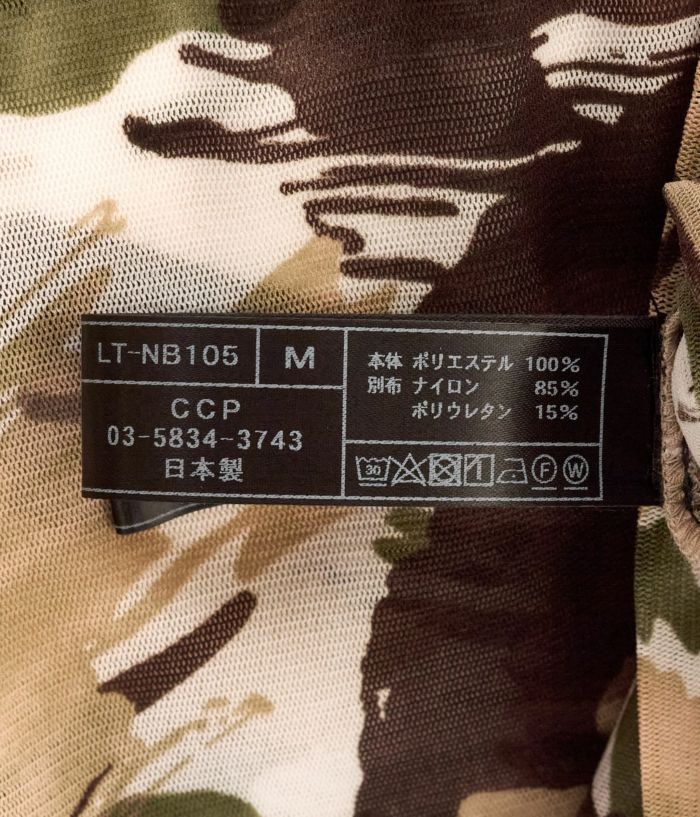 LT-NB105
M
CCP
03-5834-3743
日本製
本体 ポリエステル 100%
別布 ナイロン 85%
ポリウレタン 15%
30
F
W